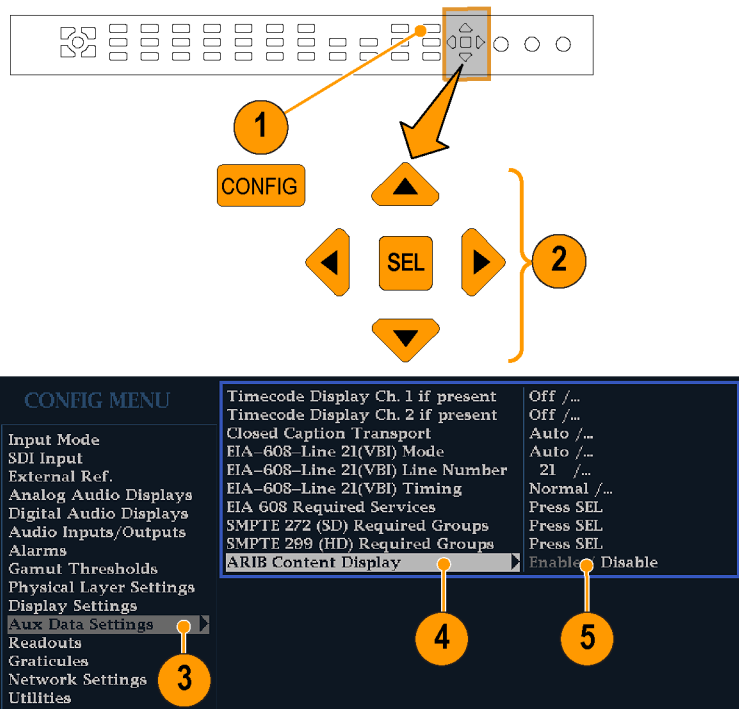 1
CONFIG
SEL
2
CONFIG MENU
Input Mode
SDI Input
External Ref.
Analog Audio Displays
Digital Audio Displays
Audio Inputs/Outputs
Alarms
Gamut Thresholds
Physical Layer Settings
Display Settings
Aux Data Settings
Readouts
Graticules
Network Settings
Utilities
3
Timecode Display Ch. 1 if present Off /...
Timecode Display Ch. 2 if present Off /...
Closed Caption Transport Auto /...
EIA-608-Line 21(VBI) Mode Auto /...
EIA-608-Line 21(VBI) Line Number 21 /...
EIA-608-Line 21(VBI) Timing Normal /...
EIA 608 Required Services Press SEL
SMPTE 272 (SD) Required Groups Press SEL
SMPTE 299 (HD) Required Groups Press SEL
ARIB Content Display Enable / Disable
4
5